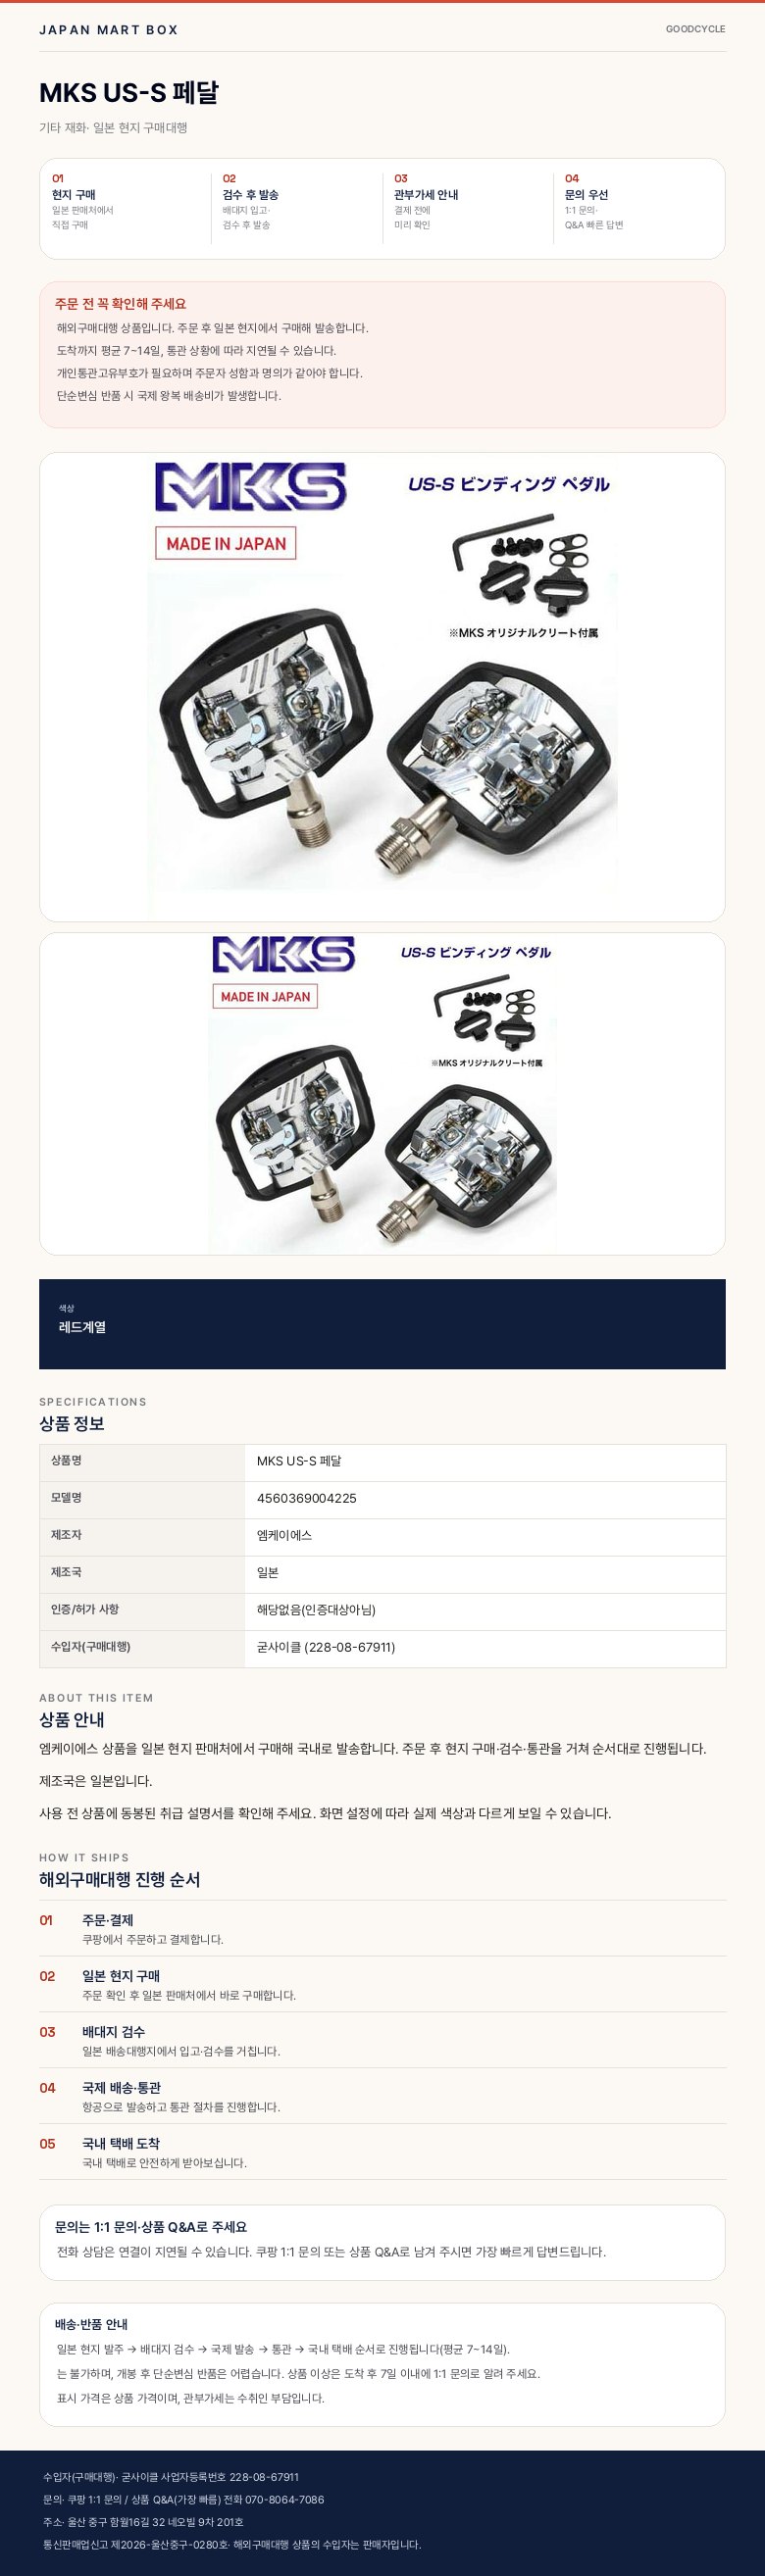 JAPAN MART BOX
GOODCYCLE
MKS US-S 페달
기타 재화· 일본 현지 구매대행
01
현지 구매
일본 판매처에서
직접 구매
02
검수 후 발송
배대지 입고·
검수 후 발송
03
관부가세 안내
결제 전에
미리 확인
04
문의 우선
1:1 문의·
Q&A 빠른 답변
주문 전 꼭 확인해 주세요
해외구매대행 상품입니다. 주문 후 일본 현지에서 구매해 발송합니다.
도착까지 평균 7~14일, 통관 상황에 따라 지연될 수 있습니다.
개인통관고유부호가 필요하며 주문자 성함과 명의가 같아야 합니다.
단순변심 반품 시 국제 왕복 배송비가 발생합니다.
MKS
US-S ビンディング ペダル
MADE IN JAPAN
※MKS オリジナルクリート付属
MKS
US-S ビンディング ペダル
MADE IN JAPAN
※MKS オリジナルクリート付属
색상
레드계열
SPECIFICATIONS
상품 정보
상품명 MKS US-S 페달
모델명 4560369004225
제조자 엠케이에스
제조국 일본
인증/허가 사항 해당없음(인증대상아님)
수입자(구매대행) 굳사이클 (228-08-67911)
ABOUT THIS ITEM
상품 안내
엠케이에스 상품을 일본 현지 판매처에서 구매해 국내로 발송합니다. 주문 후 현지 구매·검수·통관을 거쳐 순서대로 진행됩니다.
제조국은 일본입니다.
사용 전 상품에 동봉된 취급 설명서를 확인해 주세요. 화면 설정에 따라 실제 색상과 다르게 보일 수 있습니다.
HOW IT SHIPS
해외구매대행 진행 순서
01 주문·결제
쿠팡에서 주문하고 결제합니다.
02 일본 현지 구매
주문 확인 후 일본 판매처에서 바로 구매합니다.
03 배대지 검수
일본 배송대행지에서 입고·검수를 거칩니다.
04 국제 배송·통관
항공으로 발송하고 통관 절차를 진행합니다.
05 국내 택배 도착
국내 택배로 안전하게 받아보십니다.
문의는 1:1 문의·상품 Q&A로 주세요
전화 상담은 연결이 지연될 수 있습니다. 쿠팡 1:1 문의 또는 상품 Q&A로 남겨 주시면 가장 빠르게 답변드립니다.
배송·반품 안내
일본 현지 발주 → 배대지 검수 → 국제 발송 → 통관 → 국내 택배 순서로 진행됩니다(평균 7~14일).
는 불가하며, 개봉 후 단순변심 반품은 어렵습니다. 상품 이상은 도착 후 7일 이내에 1:1 문의로 알려 주세요.
표시 가격은 상품 가격이며, 관부가세는 수취인 부담입니다.
수입자(구매대행)· 굳사이클 사업자등록번호 228-08-67911
문의· 쿠팡 1:1 문의 / 상품 Q&A(가장 빠름) 전화 070-8064-7086
주소· 울산 중구 함월16길 32 네오빌 9차 201호
통신판매업신고 제2026-울산중구-0280호· 해외구매대행 상품의 수입자는 판매자입니다.